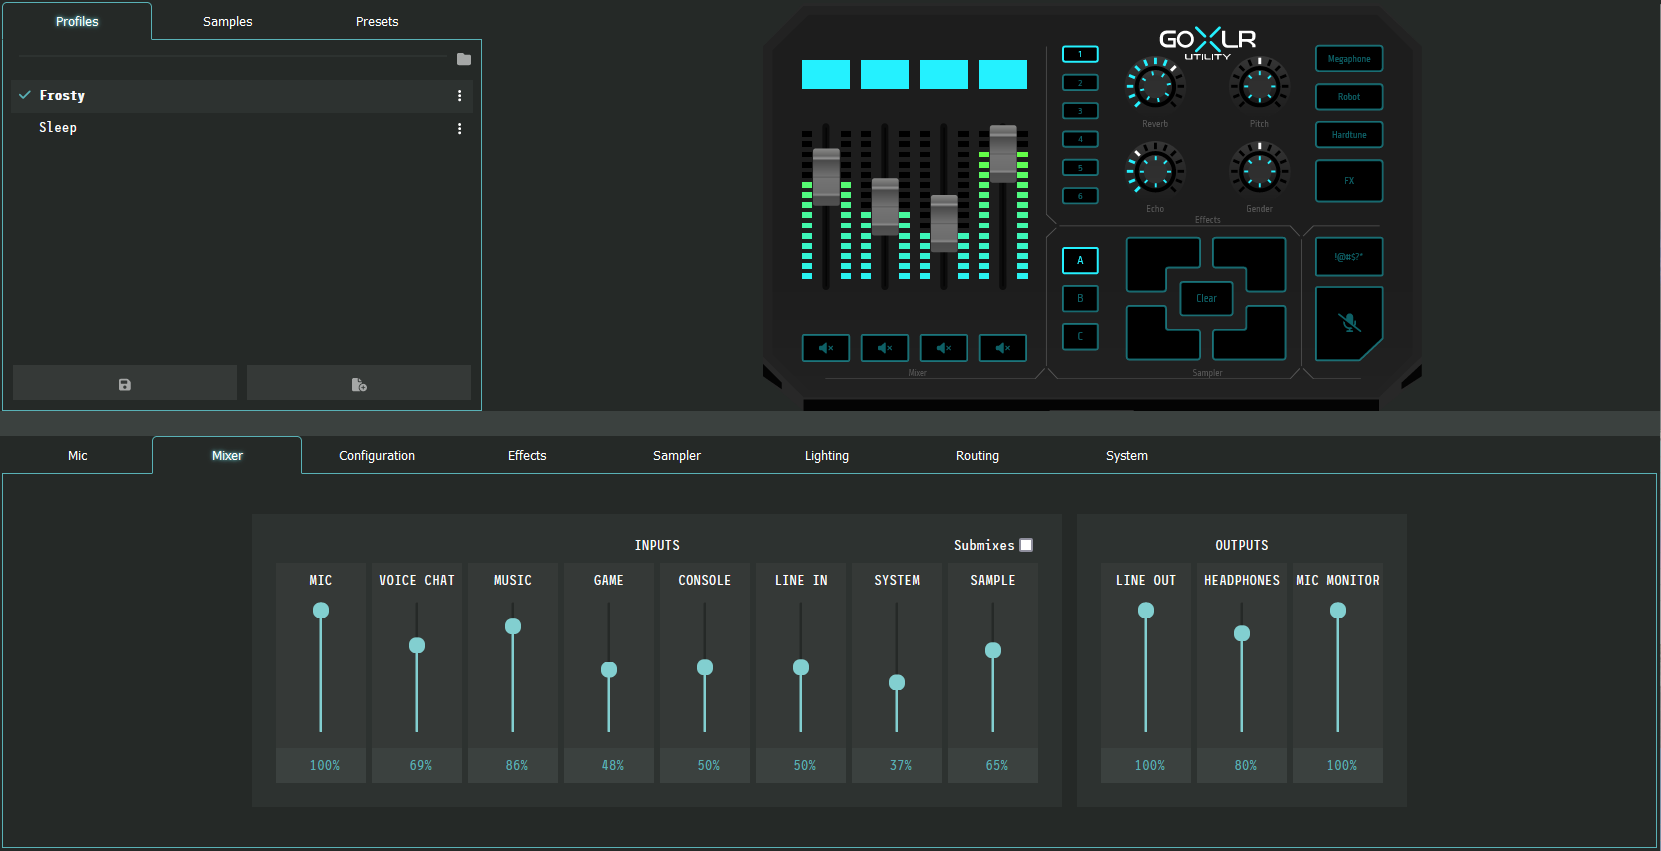 Profiles
Samples
Presets
Frosty
Sleep
GOXLR
UTILITY
1
2
3
4
5
6
Reverb
Pitch
Echo
Gender
Effects
Megaphone
Robot
Hardtune
FX
A
B
C
Clear
!@#$?*
Mixer
Sampler
Mic
Mixer
Configuration
Effects
Sampler
Lighting
Routing
System
INPUTS
Submixes
MIC
VOICE CHAT
MUSIC
GAME
CONSOLE
LINE IN
SYSTEM
SAMPLE
100%
69%
86%
48%
50%
50%
37%
65%
OUTPUTS
LINE OUT
HEADPHONES
MIC MONITOR
100%
80%
100%